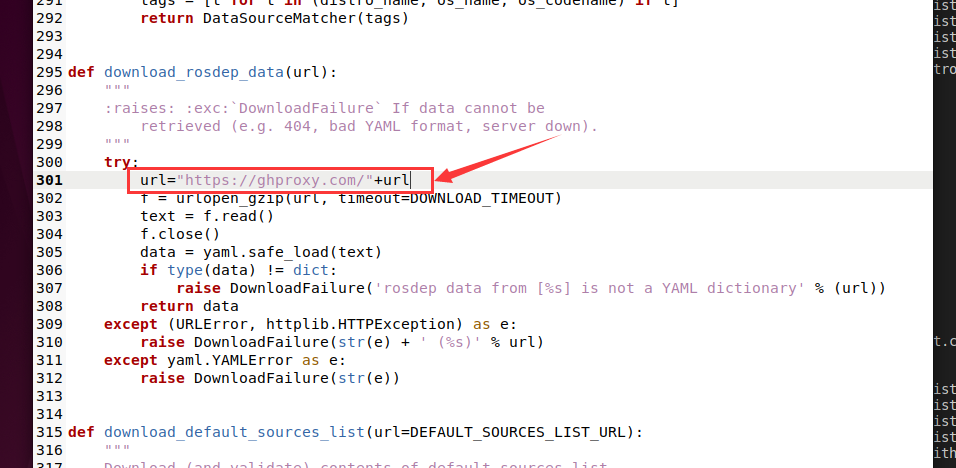 291         tags = [t for t in (distro_name, os_name, os_codename) if t]
292         return DataSourceMatcher(tags)
293
294
295 def download_rosdep_data(url):
296     """
297     :raises: :exc:`DownloadFailure` If data cannot be
298         retrieved (e.g. 404, bad YAML format, server down).
299     """
300     try:
301         url="https://ghproxy.com/"+url
302         f = urlopen_gzip(url, timeout=DOWNLOAD_TIMEOUT)
303         text = f.read()
304         f.close()
305         data = yaml.safe_load(text)
306         if type(data) != dict:
307             raise DownloadFailure('rosdep data from [%s] is not a YAML dictionary' % (url))
308         return data
309     except (URLError, httplib.HTTPException) as e:
310         raise DownloadFailure(str(e) + ' (%s)' % url)
311     except yaml.YAMLError as e:
312         raise DownloadFailure(str(e))
313
314
315 def download_default_sources_list(url=DEFAULT_SOURCES_LIST_URL):
316     """
317     Download (and validate) contents of default sources list
ist
ist
ist
ist
tro
t.c
ist
ist
ist
ist
ith